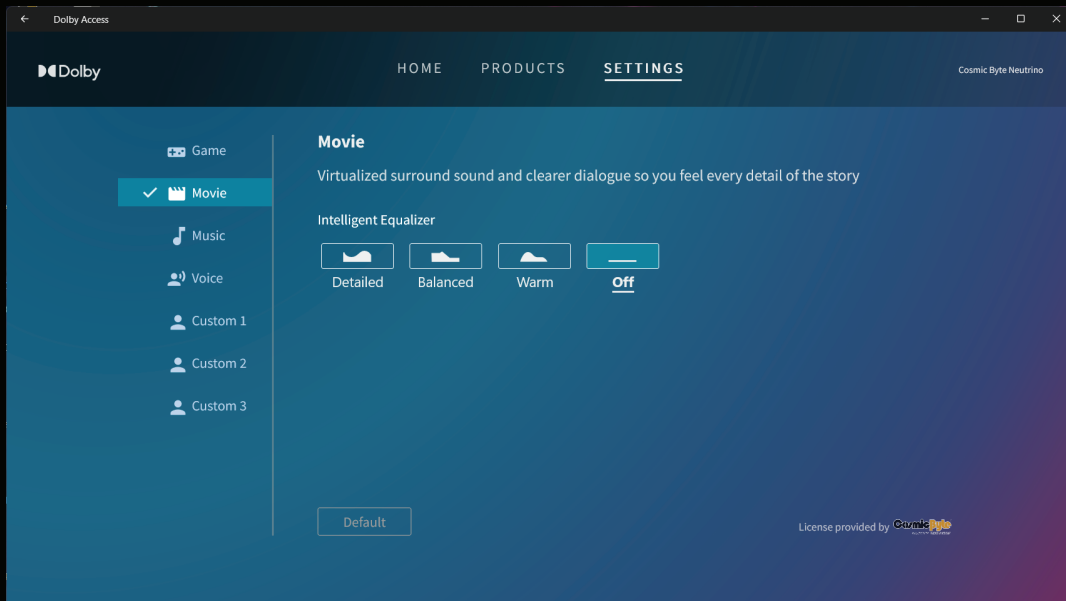 Dolby Access
Dolby
HOME PRODUCTS SETTINGS
Cosmic Byte Neutrino
Game
Movie
Music
Voice
Custom 1
Custom 2
Custom 3
Movie
Virtualized surround sound and clearer dialogue so you feel every detail of the story
Intelligent Equalizer
Detailed Balanced Warm Off
Default
License provided by CosmicByte